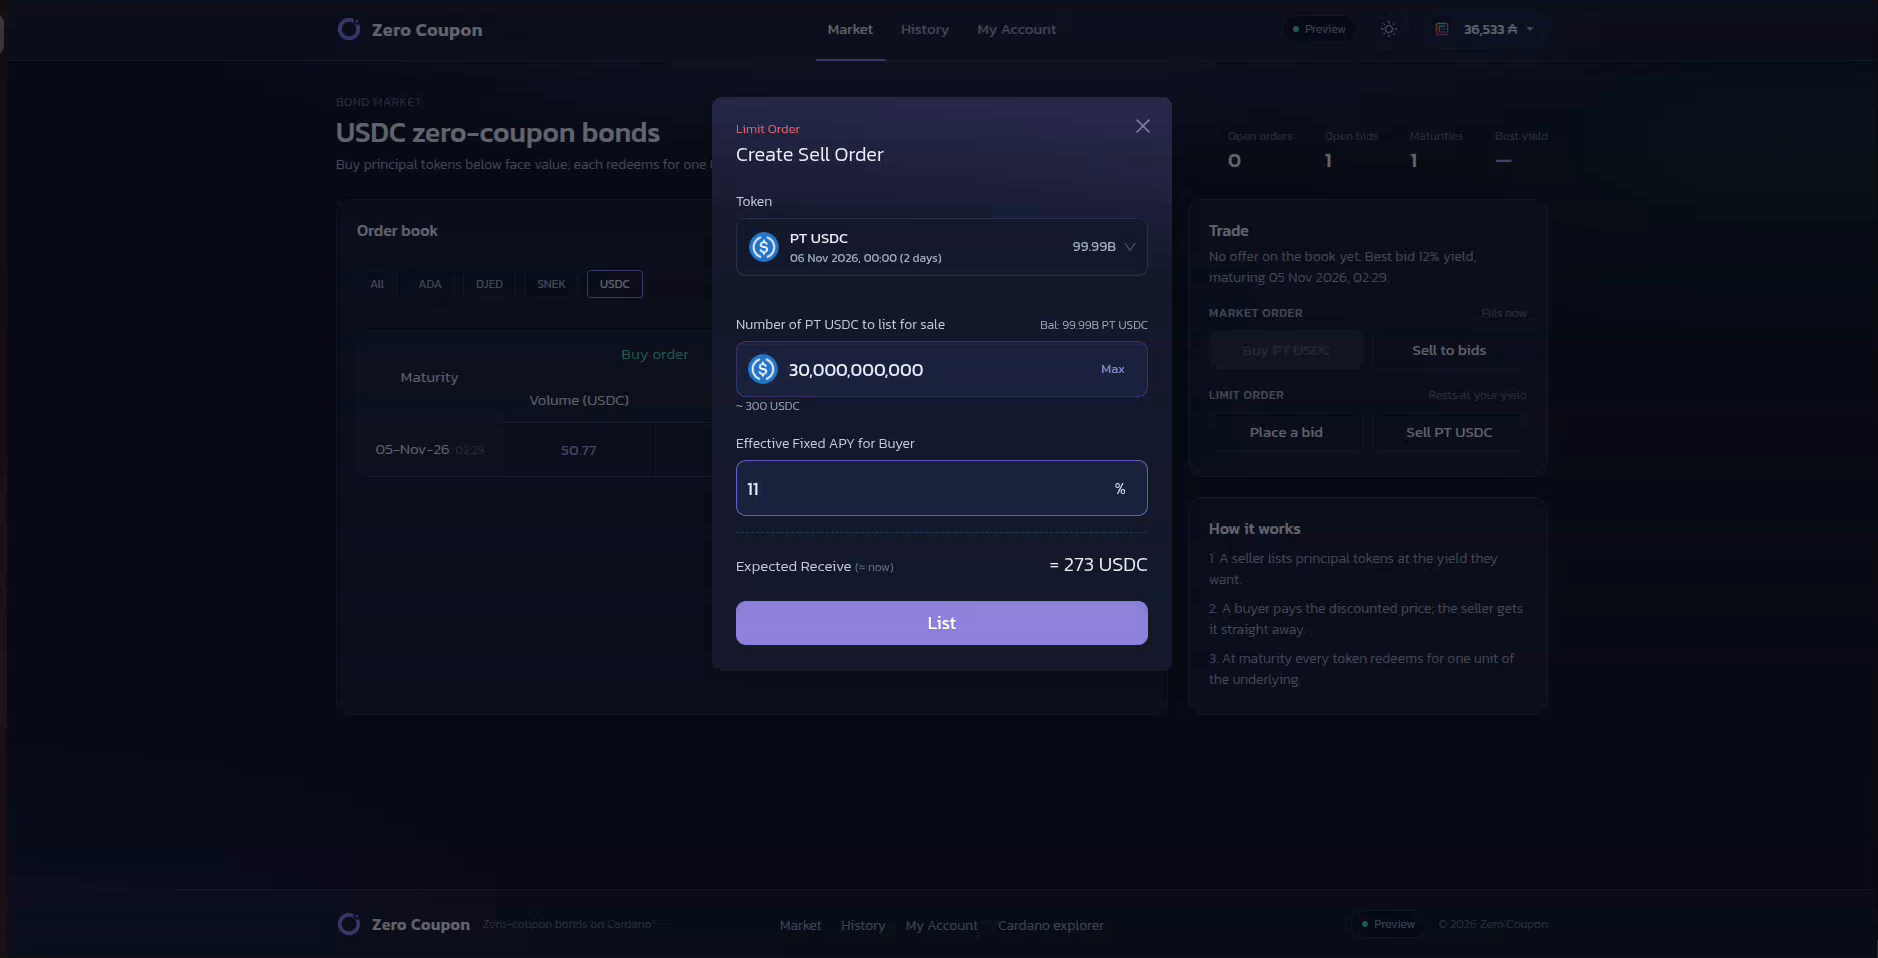 Zero Coupon
Market
History
My Account
Preview
36,533 ₳
BOND MARKET
USDC zero-coupon bonds
Buy principal tokens below face value; each redeems for one
Open orders
0
Open bids
1
Maturities
1
Best yield
—
Order book
All
ADA
DJED
SNEK
USDC
Maturity
Buy order
Volume (USDC)
05-Nov-26 02:29
50.77
Limit Order
Create Sell Order
Token
PT USDC
06 Nov 2026, 00:00 (2 days)
99.99B
Number of PT USDC to list for sale
Bal: 99.99B PT USDC
30,000,000,000
Max
~ 300 USDC
Effective Fixed APY for Buyer
11
%
Expected Receive (≈ now)
= 273 USDC
List
Trade
No offer on the book yet. Best bid 12% yield,
maturing 05 Nov 2026, 02:29.
MARKET ORDER
Fills now
Buy PT USDC
Sell to bids
LIMIT ORDER
Rests at your yield
Place a bid
Sell PT USDC
How it works
1. A seller lists principal tokens at the yield they
want.
2. A buyer pays the discounted price; the seller gets
it straight away.
3. At maturity every token redeems for one unit of
the underlying.
Zero Coupon
Zero-coupon bonds on Cardano
Market
History
My Account
Cardano explorer
Preview
© 2026 Zero Coupon